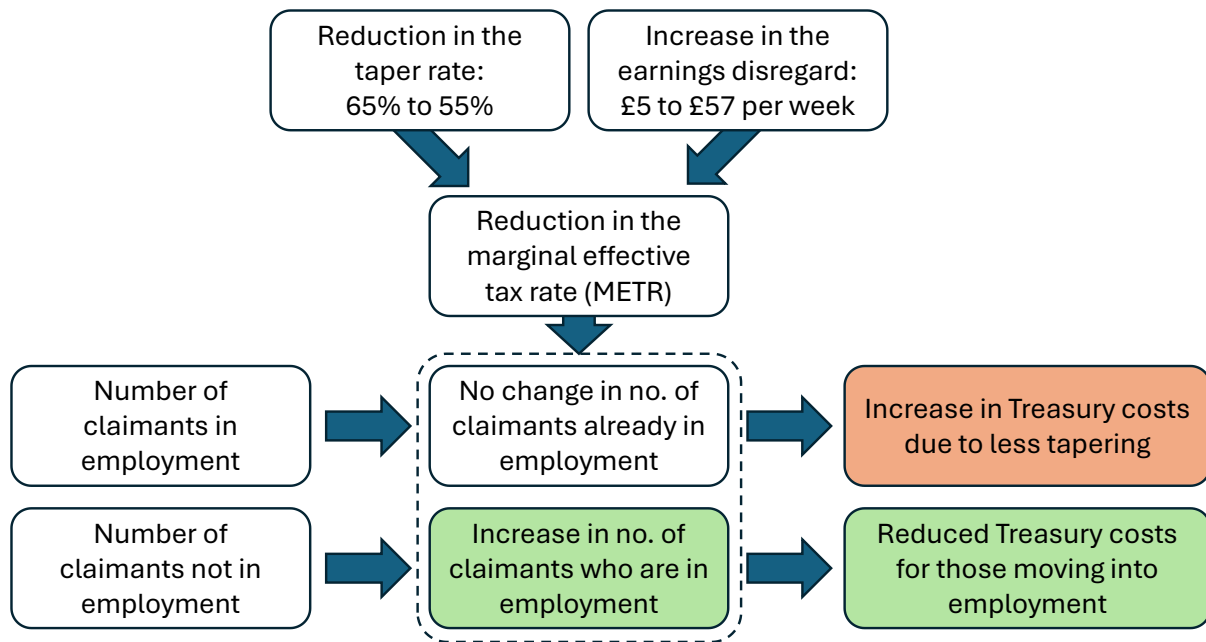 Reduction in the
taper rate:
65% to 55%
Increase in the
earnings disregard:
£5 to £57 per week
Reduction in the
marginal effective
tax rate (METR)
Number of
claimants in
employment
No change in no. of
claimants already in
employment
Increase in Treasury costs
due to less tapering
Number of
claimants not in
employment
Increase in no. of
claimants who are in
employment
Reduced Treasury costs
for those moving into
employment